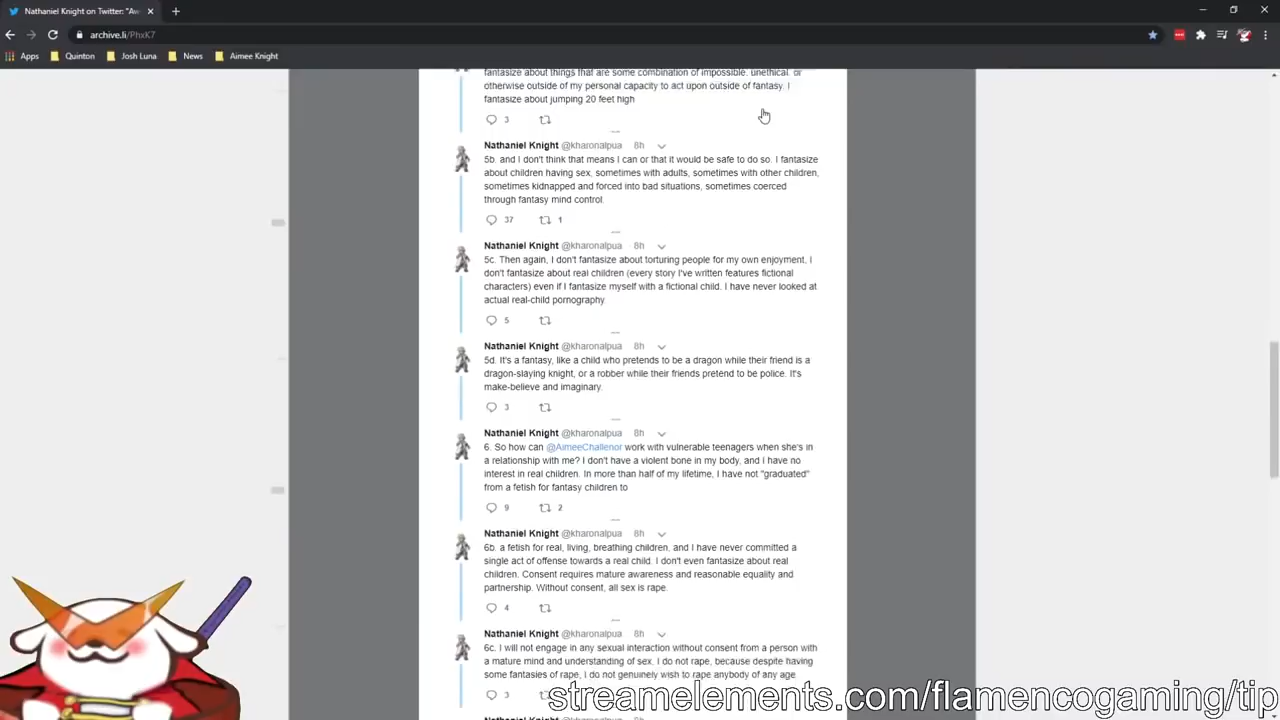 Nathaniel Knight on Twitter: "Aw
archive.li/PhxK7
Apps Quinton Josh Luna News Aimee Knight
fantasize about things that are some combination of impossible, unethical, or
otherwise outside of my personal capacity to act upon outside of fantasy. I
fantasize about jumping 20 feet high
3
Nathaniel Knight @kharonalpua 8h
5b. and I don't think that means I can or that it would be safe to do so. I fantasize
about children having sex, sometimes with adults, sometimes with other children,
sometimes kidnapped and forced into bad situations, sometimes coerced
through fantasy mind control.
37 1
Nathaniel Knight @kharonalpua 8h
5c. Then again, I don't fantasize about torturing people for my own enjoyment, I
don't fantasize about real children (every story I've written features fictional
characters) even if I fantasize myself with a fictional child. I have never looked at
actual real-child pornography
5
Nathaniel Knight @kharonalpua 8h
5d. It's a fantasy, like a child who pretends to be a dragon while their friend is a
dragon-slaying knight, or a robber while their friends pretend to be police. It's
make-believe and imaginary.
3
Nathaniel Knight @kharonalpua 8h
6. So how can @AimeeChallenor work with vulnerable teenagers when she's in
a relationship with me? I don't have a violent bone in my body, and i have no
interest in real children. In more than half of my lifetime, I have not "graduated"
from a fetish for fantasy children to
9 2
Nathaniel Knight @kharonalpua 8h
6b. a fetish for real, living, breathing children, and I have never committed a
single act of offense towards a real child. I don't even fantasize about real
children. Consent requires mature awareness and reasonable equality and
partnership. Without consent, all sex is rape.
4
Nathaniel Knight @kharonalpua 8h
6c. I will not engage in any sexual interaction without consent from a person with
a mature mind and understanding of sex. I do not rape, because despite having
some fantasies of rape, I do not genuinely wish to rape anybody of any age
3
streamelements.com/flamencogaming/tip